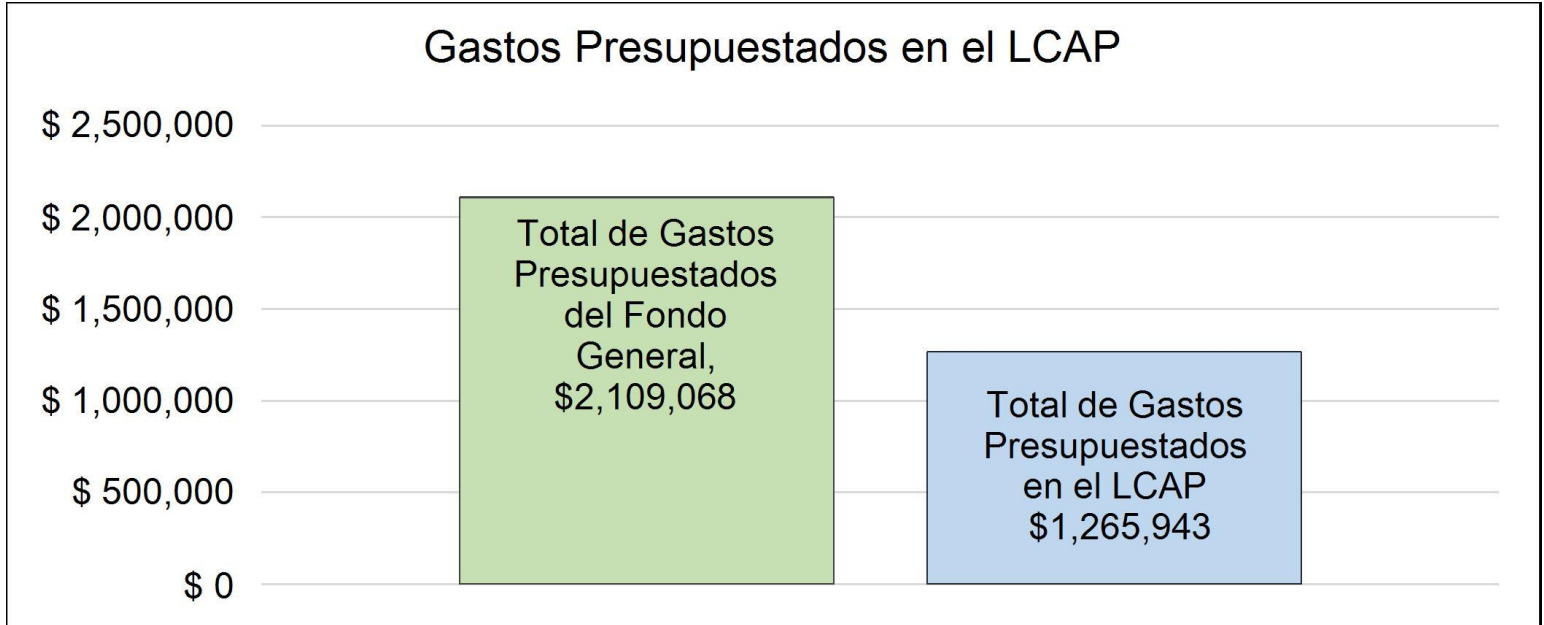 Gastos Presupuestados en el LCAP
$ 2,500,000
$ 2,000,000
$ 1,500,000
$ 1,000,000
$ 500,000
$ 0
Total de Gastos
Presupuestados
del Fondo
General,
$2,109,068
Total de Gastos
Presupuestados
en el LCAP
$1,265,943